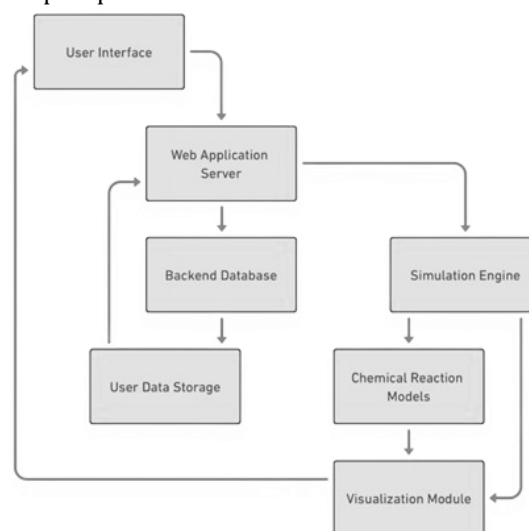 User Interface
Web Application
Server
Backend Database
Simulation Engine
User Data Storage
Chemical Reaction
Models
Visualization Module